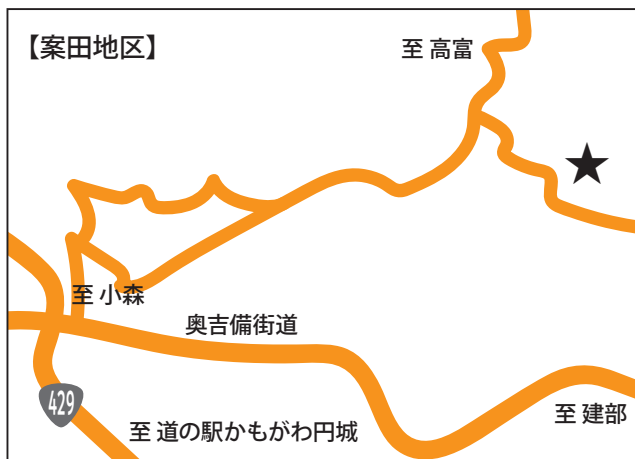 【案田地区】
至 高富
至 小森
奥吉備街道
429
至 建部
至 道の駅かもがわ円城